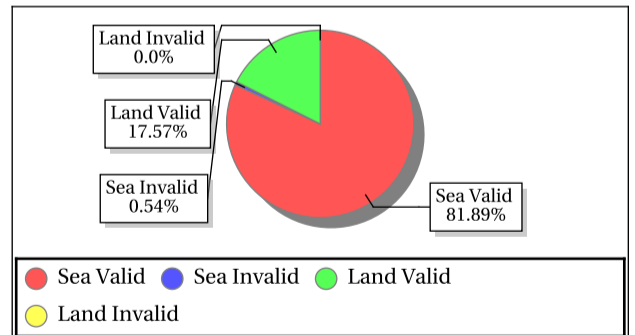 Land Invalid
0.0%
Land Valid
17.57%
Sea Invalid
0.54%
Sea Valid
81.89%
Sea Valid Sea Invalid Land Valid
Land Invalid